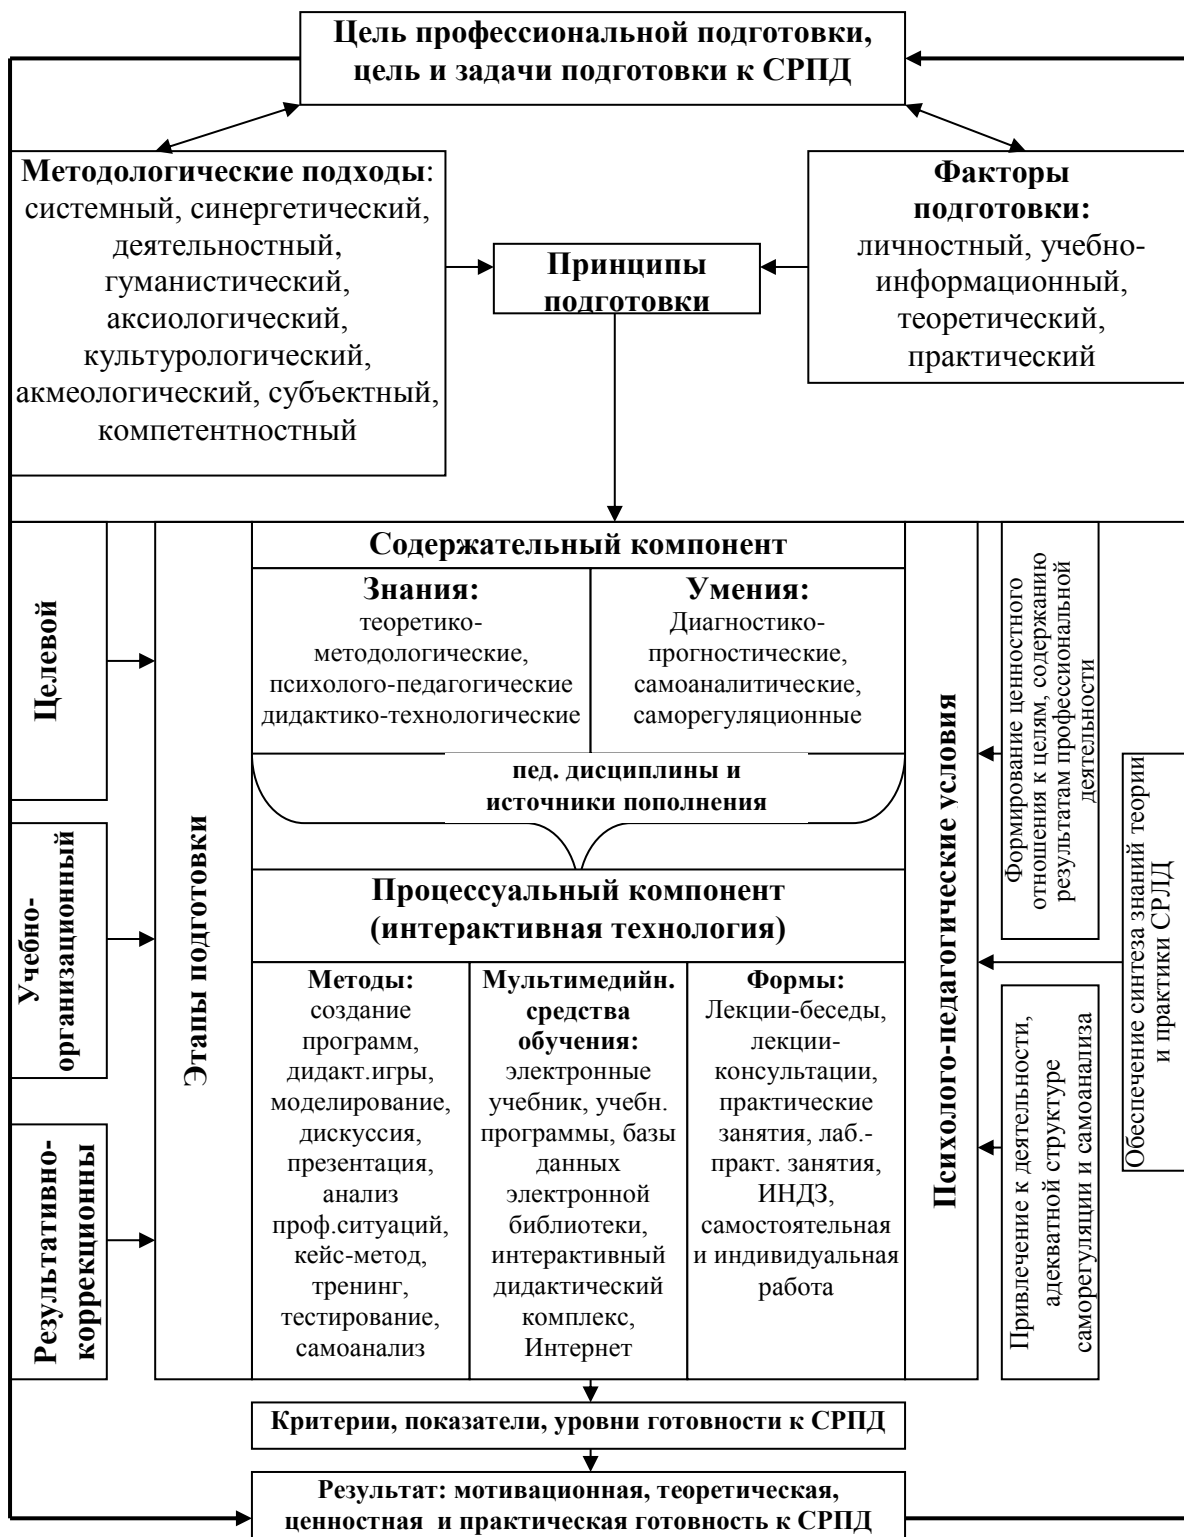 Цель профессиональной подготовки,
цель и задачи подготовки к СРПД
Методологические подходы:
системный, синергетический,
деятельностный,
гуманистический,
аксиологический,
культурологический,
акмеологический, субъектный,
компетентностный
Принципы
подготовки
Факторы
подготовки:
личностный, учебно-
информационный,
теоретический,
практический
Целевой
Учебно-
организационный
Результативно-
коррекционны
Этапы подготовки
Содержательный компонент
Знания:
теоретико-
методологические,
психолого-педагогические
дидактико-технологические
Умения:
Диагностико-
прогностические,
самоаналитические,
саморегуляционные
пед. дисциплины и
источники пополнения
Процессуальный компонент
(интерактивная технология)
Методы:
создание
программ,
дидакт.игры,
моделирование,
дискуссия,
презентация,
анализ
проф.ситуаций,
кейс-метод,
тренинг,
тестирование,
самоанализ
Мультимедийн.
средства
обучения:
электронные
учебник, учебн.
программы, базы
данных
электронной
библиотеки,
интерактивный
дидактический
комплекс,
Интернет
Формы:
Лекции-беседы,
лекции-
консультации,
практические
занятия, лаб.-
практ. занятия,
ИНДЗ,
самостоятельная
и индивидуальная
работа
Психолого-педагогические условия
Формирование ценностного
отношения к целям, содержанию
результатам профессиональной
деятельности
Привлечение к деятельности,
адекватной структуре
саморегуляции и самоанализа
Обеспечение синтеза знаний теории
и практики СРЛД
Критерии, показатели, уровни готовности к СРПД
Результат: мотивационная, теоретическая,
ценностная и практическая готовность к СРПД